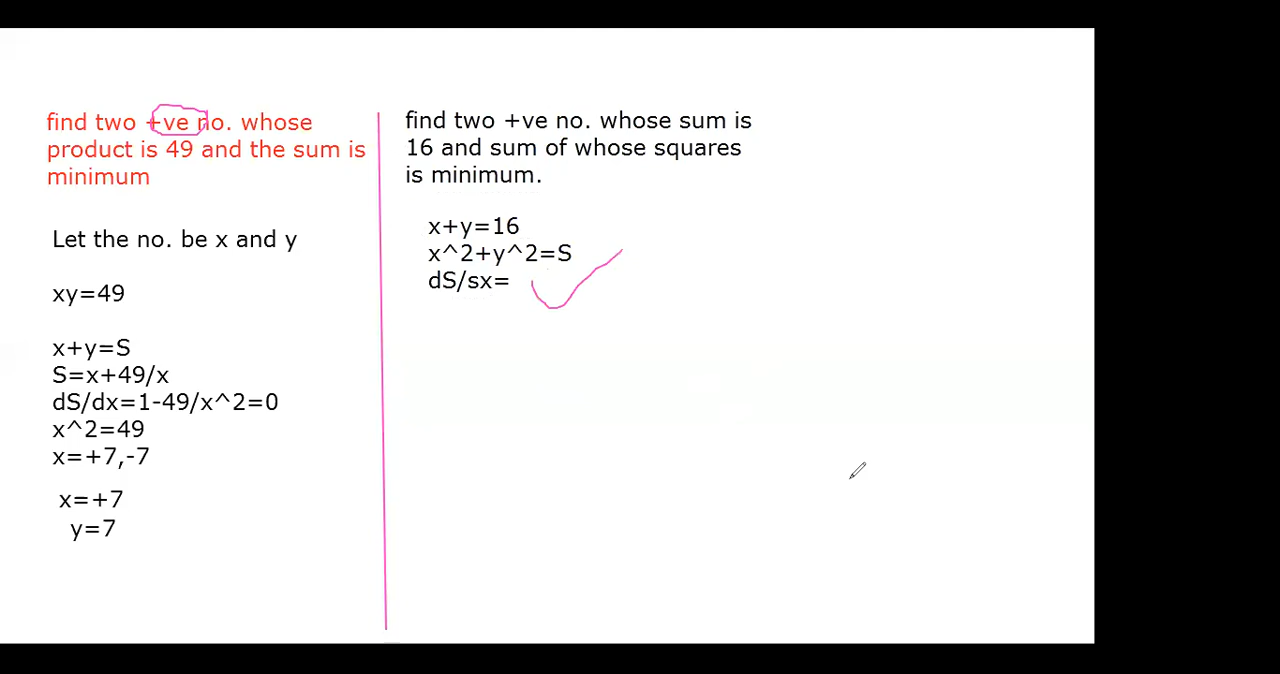 find two +ve no. whose
product is 49 and the sum is
minimum
Let the no. be x and y
xy=49
x+y=S
S=x+49/x
dS/dx=1-49/x^2=0
x^2=49
x=+7,-7
x=+7
y=7
find two +ve no. whose sum is
16 and sum of whose squares
is minimum.
x+y=16
x^2+y^2=S
dS/sx=